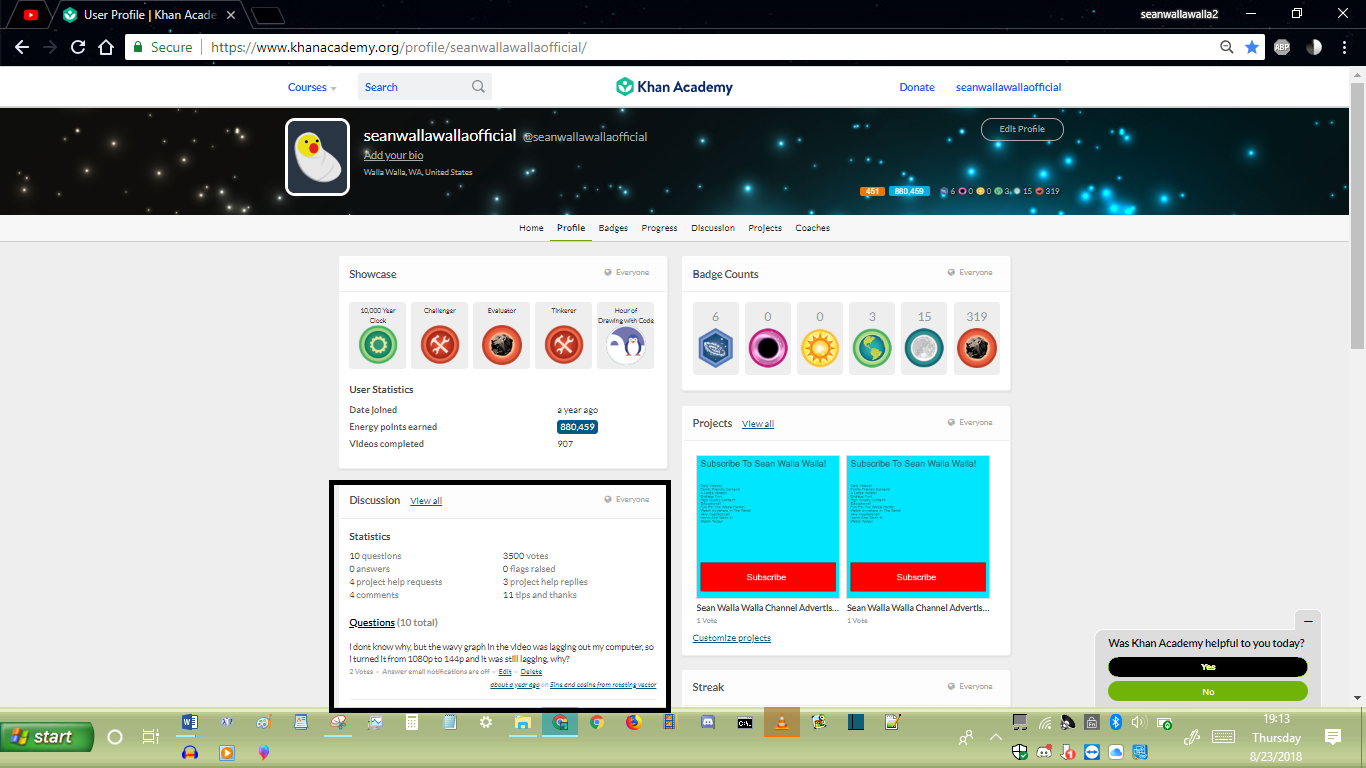 User Profile | Khan Acade
seanwallawalla2
Secure
https://www.khanacademy.org/profile/seanwallawallaofficial/
ABP
Courses
Search
Khan Academy
Donate
seanwallawallaofficial
seanwallawallaofficial @seanwallawallaofficial
Edit Profile
Add your bio
Walla Walla, WA, United States
451 880,459 6 0 0 3 15 319
Home Profile Badges Progress Discussion Projects Coaches
Showcase
Everyone
10,000 Year Clock
Challenger
Evaluator
Tinkerer
Hour of Drawing with Code
User Statistics
Date Joined a year ago
Energy points earned 880,459
Videos completed 907
Badge Counts
Everyone
6 0 0 3 15 319
Projects View all
Everyone
Subscribe To Sean Walla Walla!
Subscribe
Subscribe To Sean Walla Walla!
Subscribe
Sean Walla Walla Channel Advertis...
1 Vote
Sean Walla Walla Channel Advertis...
1 Vote
Customize projects
Discussion View all
Everyone
Statistics
10 questions 3500 votes
0 answers 0 flags raised
4 project help requests 3 project help replies
4 comments 11 tips and thanks
Questions (10 total)
I dont know why, but the wavy graph in the video was lagging out my computer, so
I turned it from 1080p to 144p and it was still lagging, why?
2 Votes – Answer email notifications are off – Edit – Delete
about a year ago on Sine and cosine from rotating vector
Streak
Everyone
Was Khan Academy helpful to you today?
Yes
No
start
19:13
Thursday
8/23/2018